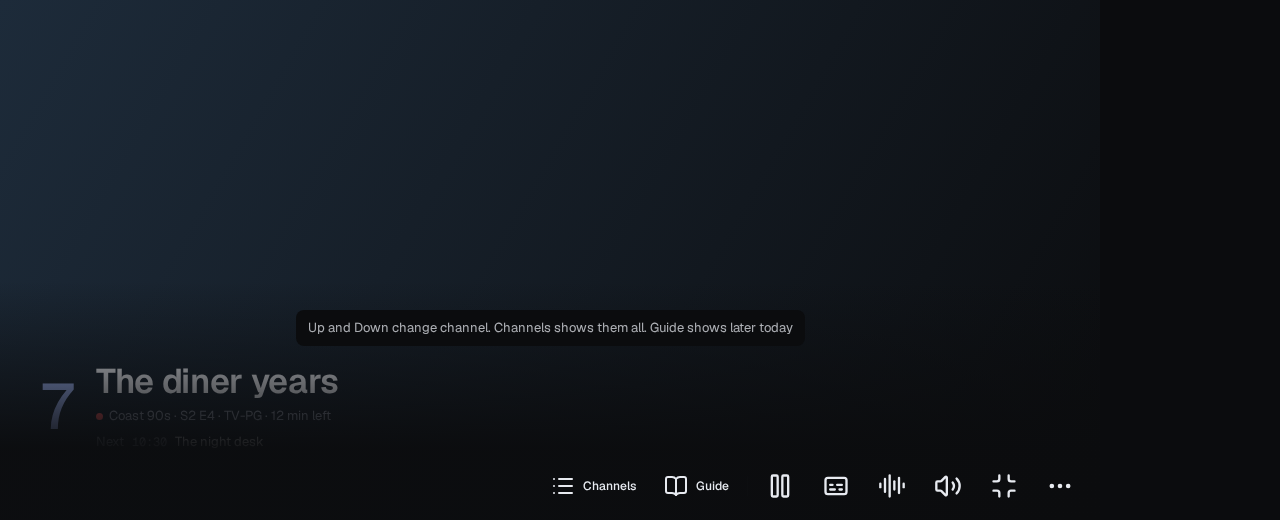 Up and Down change channel. Channels shows them all. Guide shows later today
7
The diner years
Coast 90s · S2 E4 · TV-PG · 12 min left
Next 10:30 The night desk
Channels
Guide